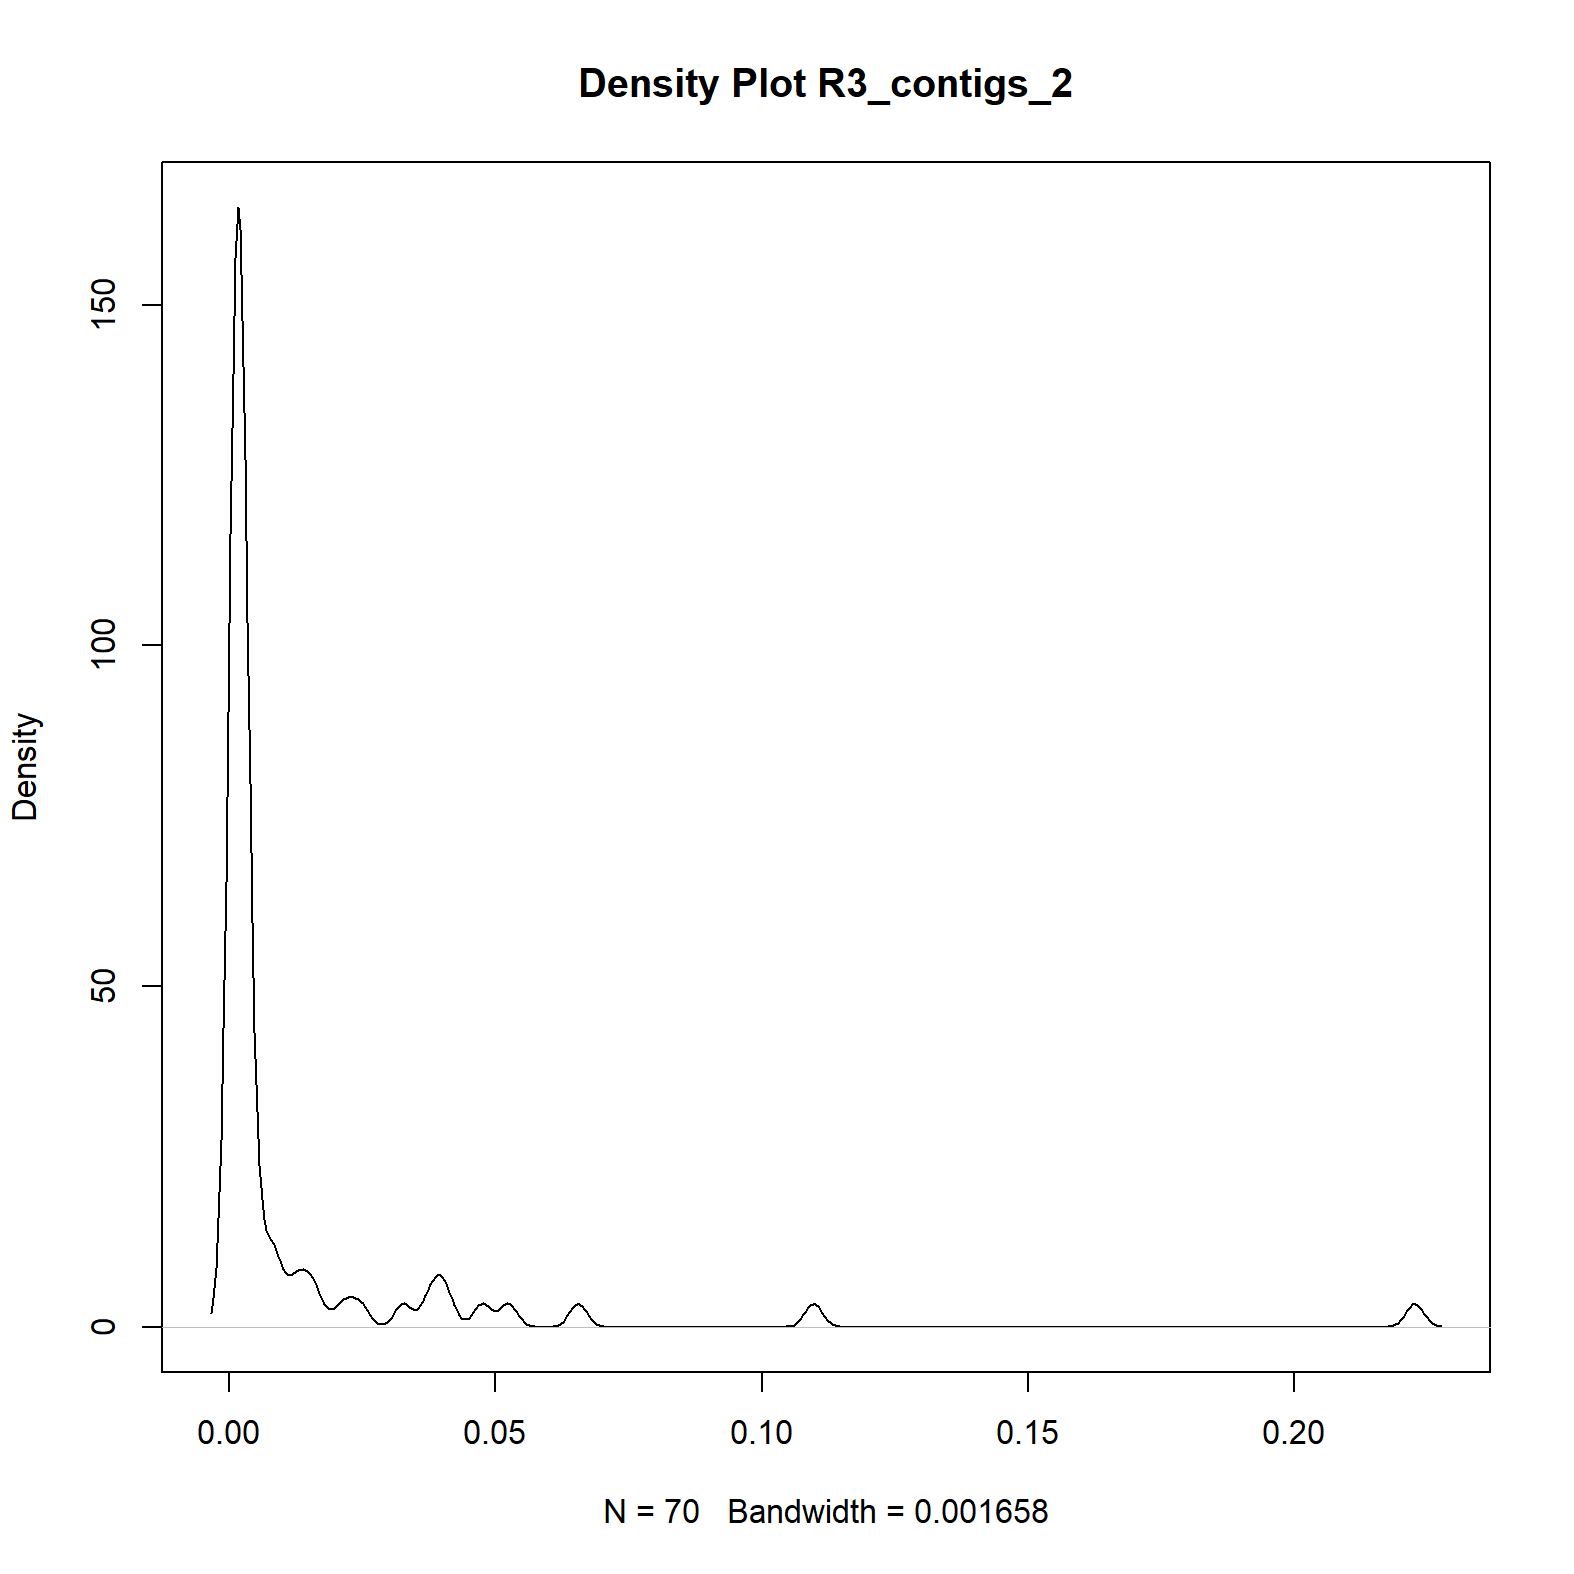 Density Plot R3_contigs_2
150
100
50
0
Density
0.00 0.05 0.10 0.15 0.20
N = 70 Bandwidth = 0.001658